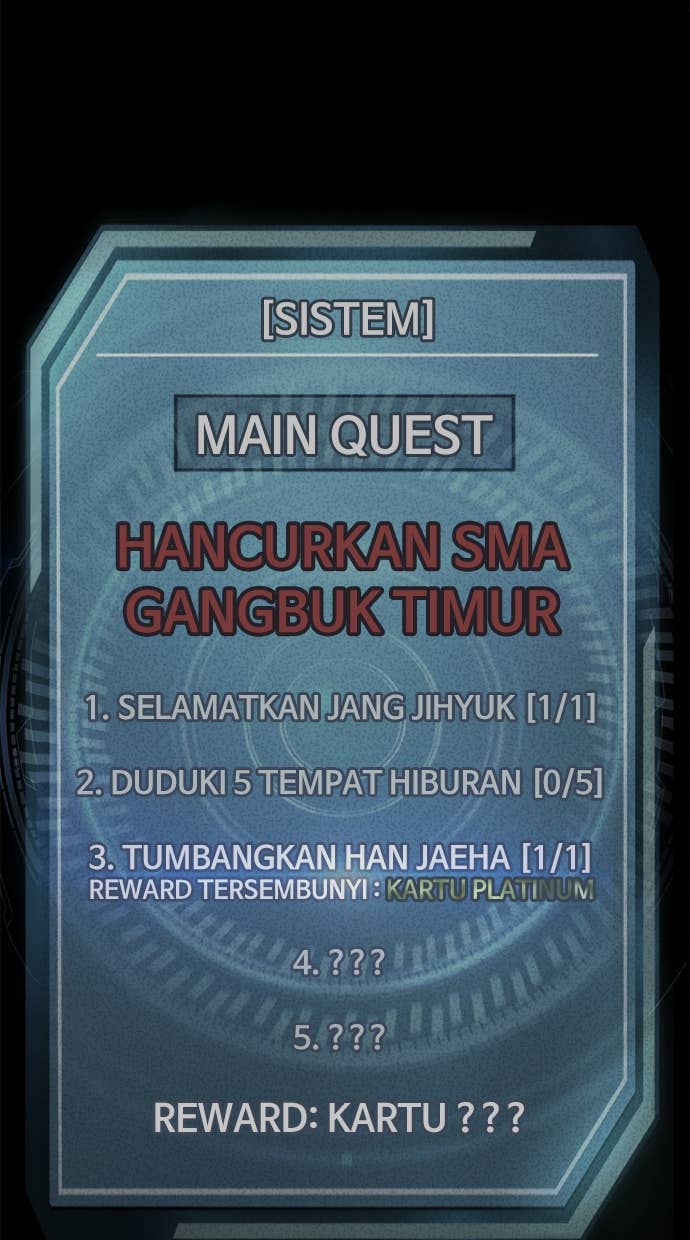 [SISTEM]
MAIN QUEST
HANCURKAN SMA
GANGBUK TIMUR
1. SELAMATKAN JANG JIHYUK [1/1]
2. DUDUKI 5 TEMPAT HIBURAN [0/5]
3. TUMBANGKAN HAN JAEHA [1/1]
REWARD TERSEMBUNYI : KARTU PLATINUM
4. ???
5. ???
REWARD: KARTU ???